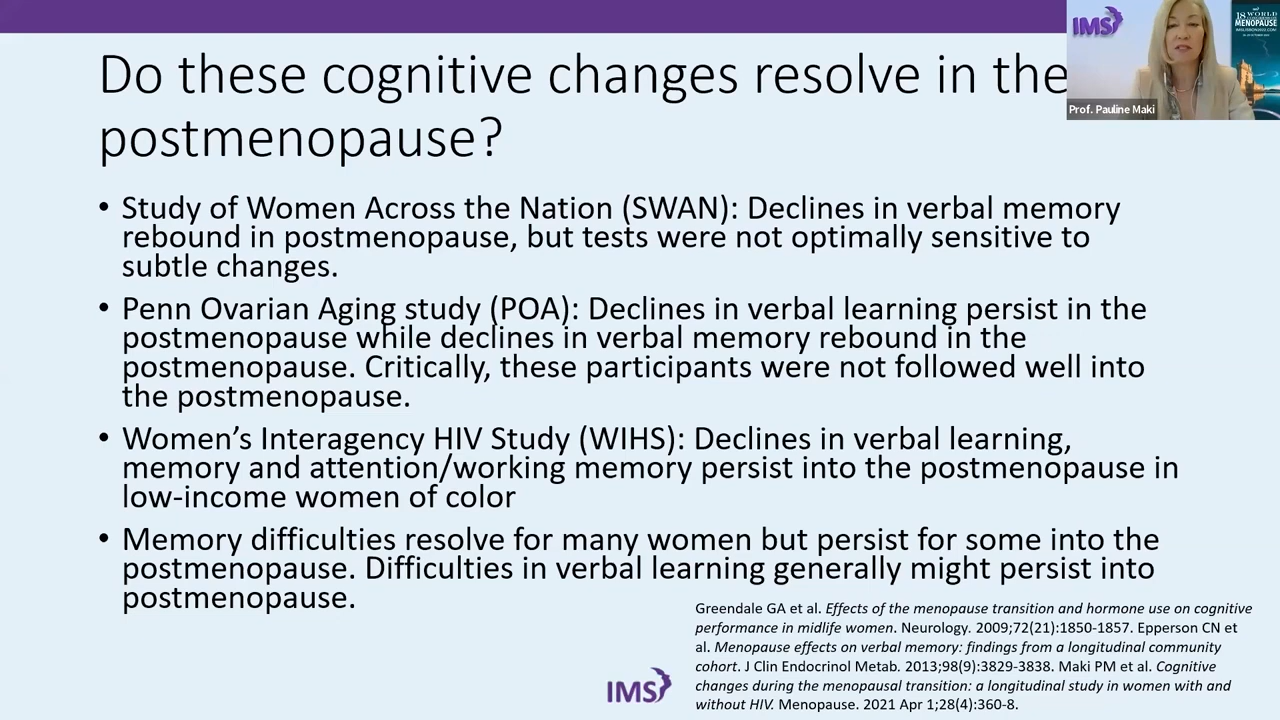 Do these cognitive changes resolve in the
postmenopause?
• Study of Women Across the Nation (SWAN): Declines in verbal memory
rebound in postmenopause, but tests were not optimally sensitive to
subtle changes.
• Penn Ovarian Aging study (POA): Declines in verbal learning persist in the
postmenopause while declines in verbal memory rebound in the
postmenopause. Critically, these participants were not followed well into
the postmenopause.
• Women’s Interagency HIV Study (WIHS): Declines in verbal learning,
memory and attention/working memory persist into the postmenopause in
low-income women of color
• Memory difficulties resolve for many women but persist for some into the
postmenopause. Difficulties in verbal learning generally might persist into
postmenopause.
Greendale GA et al. Effects of the menopause transition and hormone use on cognitive
performance in midlife women. Neurology. 2009;72(21):1850-1857. Epperson CN et
al. Menopause effects on verbal memory: findings from a longitudinal community
cohort. J Clin Endocrinol Metab. 2013;98(9):3829-3838. Maki PM et al. Cognitive
changes during the menopausal transition: a longitudinal study in women with and
without HIV. Menopause. 2021 Apr 1;28(4):360-8.
IMS
IMS
18 WORLD
MENOPAUSE
Prof. Pauline Maki